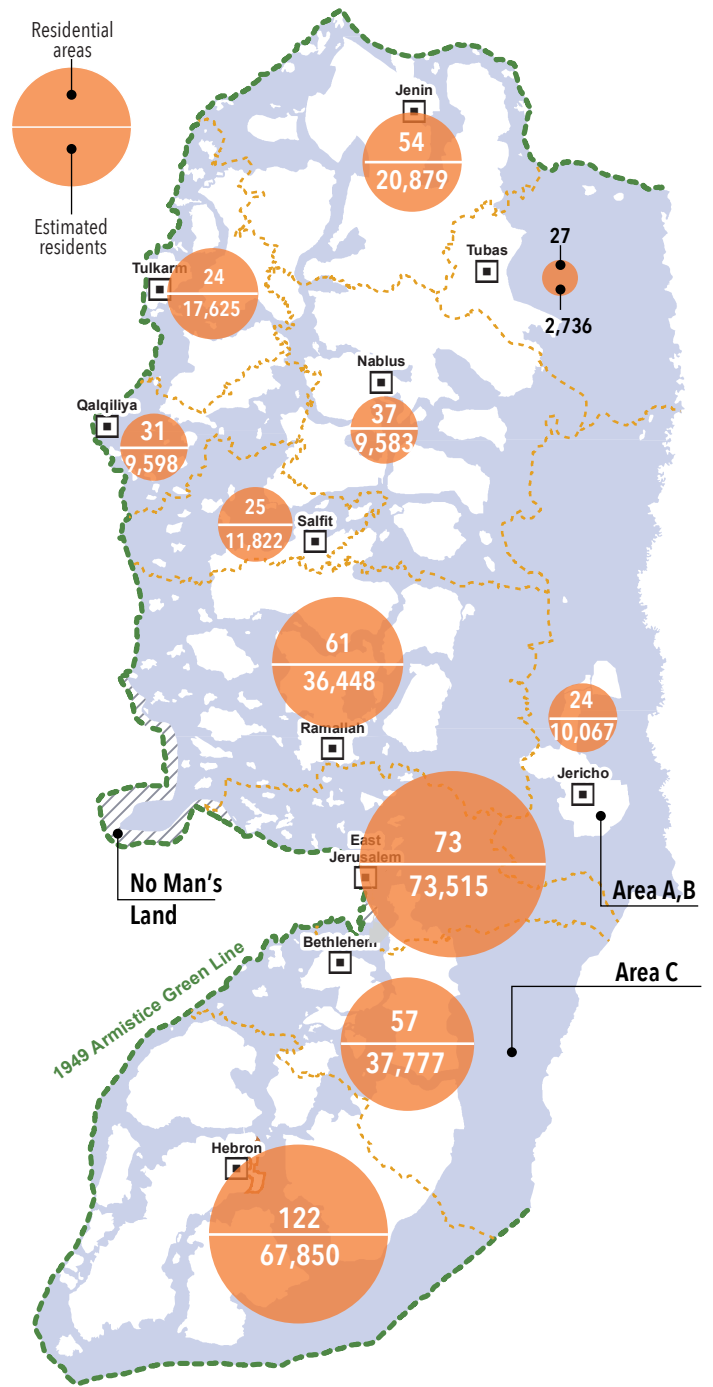 Residential
areas
Estimated
residents
Jenin
54
20,879
27
Tubas
2,736
Tulkarm
24
17,625
Nablus
37
9,583
Qalqiliya
31
9,598
25
11,822
Salfit
61
36,448
Ramallah
24
10,067
Jericho
No Man's
Land
East
Jerusalem
73
73,515
Area A,B
Bethlehem
Area C
1949 Armistice Green Line
57
37,777
Hebron
122
67,850